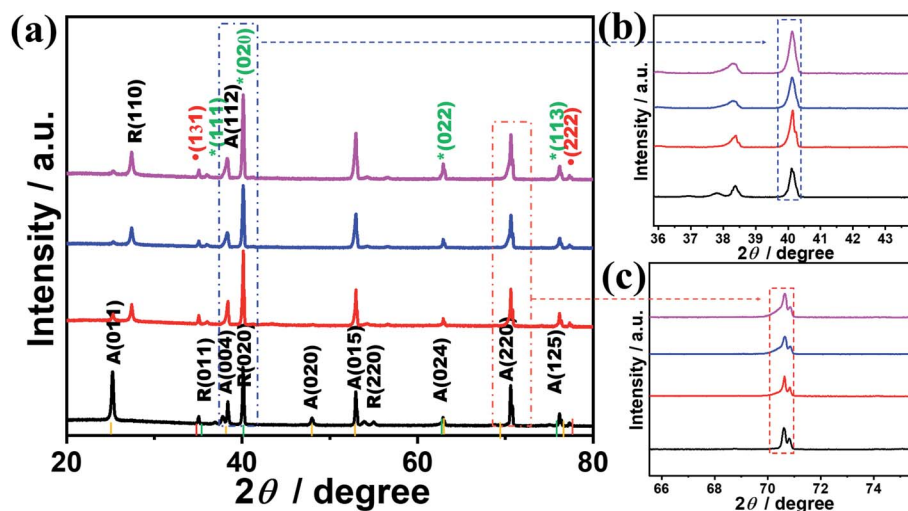 (a)
Intensity / a.u.
R(110)
•(131)
*(111)
A(112)
*(020)
*(022)
*(113)
•(222)
A(011)
R(011)
A(004)
R(020)
A(020)
A(015)
R(220)
A(024)
A(220)
A(125)
20 40 60 80
2θ / degree
(b)
Intensity / a.u.
36 37 38 39 40 41 42 43
2θ / degree
(c)
Intensity / a.u.
66 68 70 72 74
2θ / degree